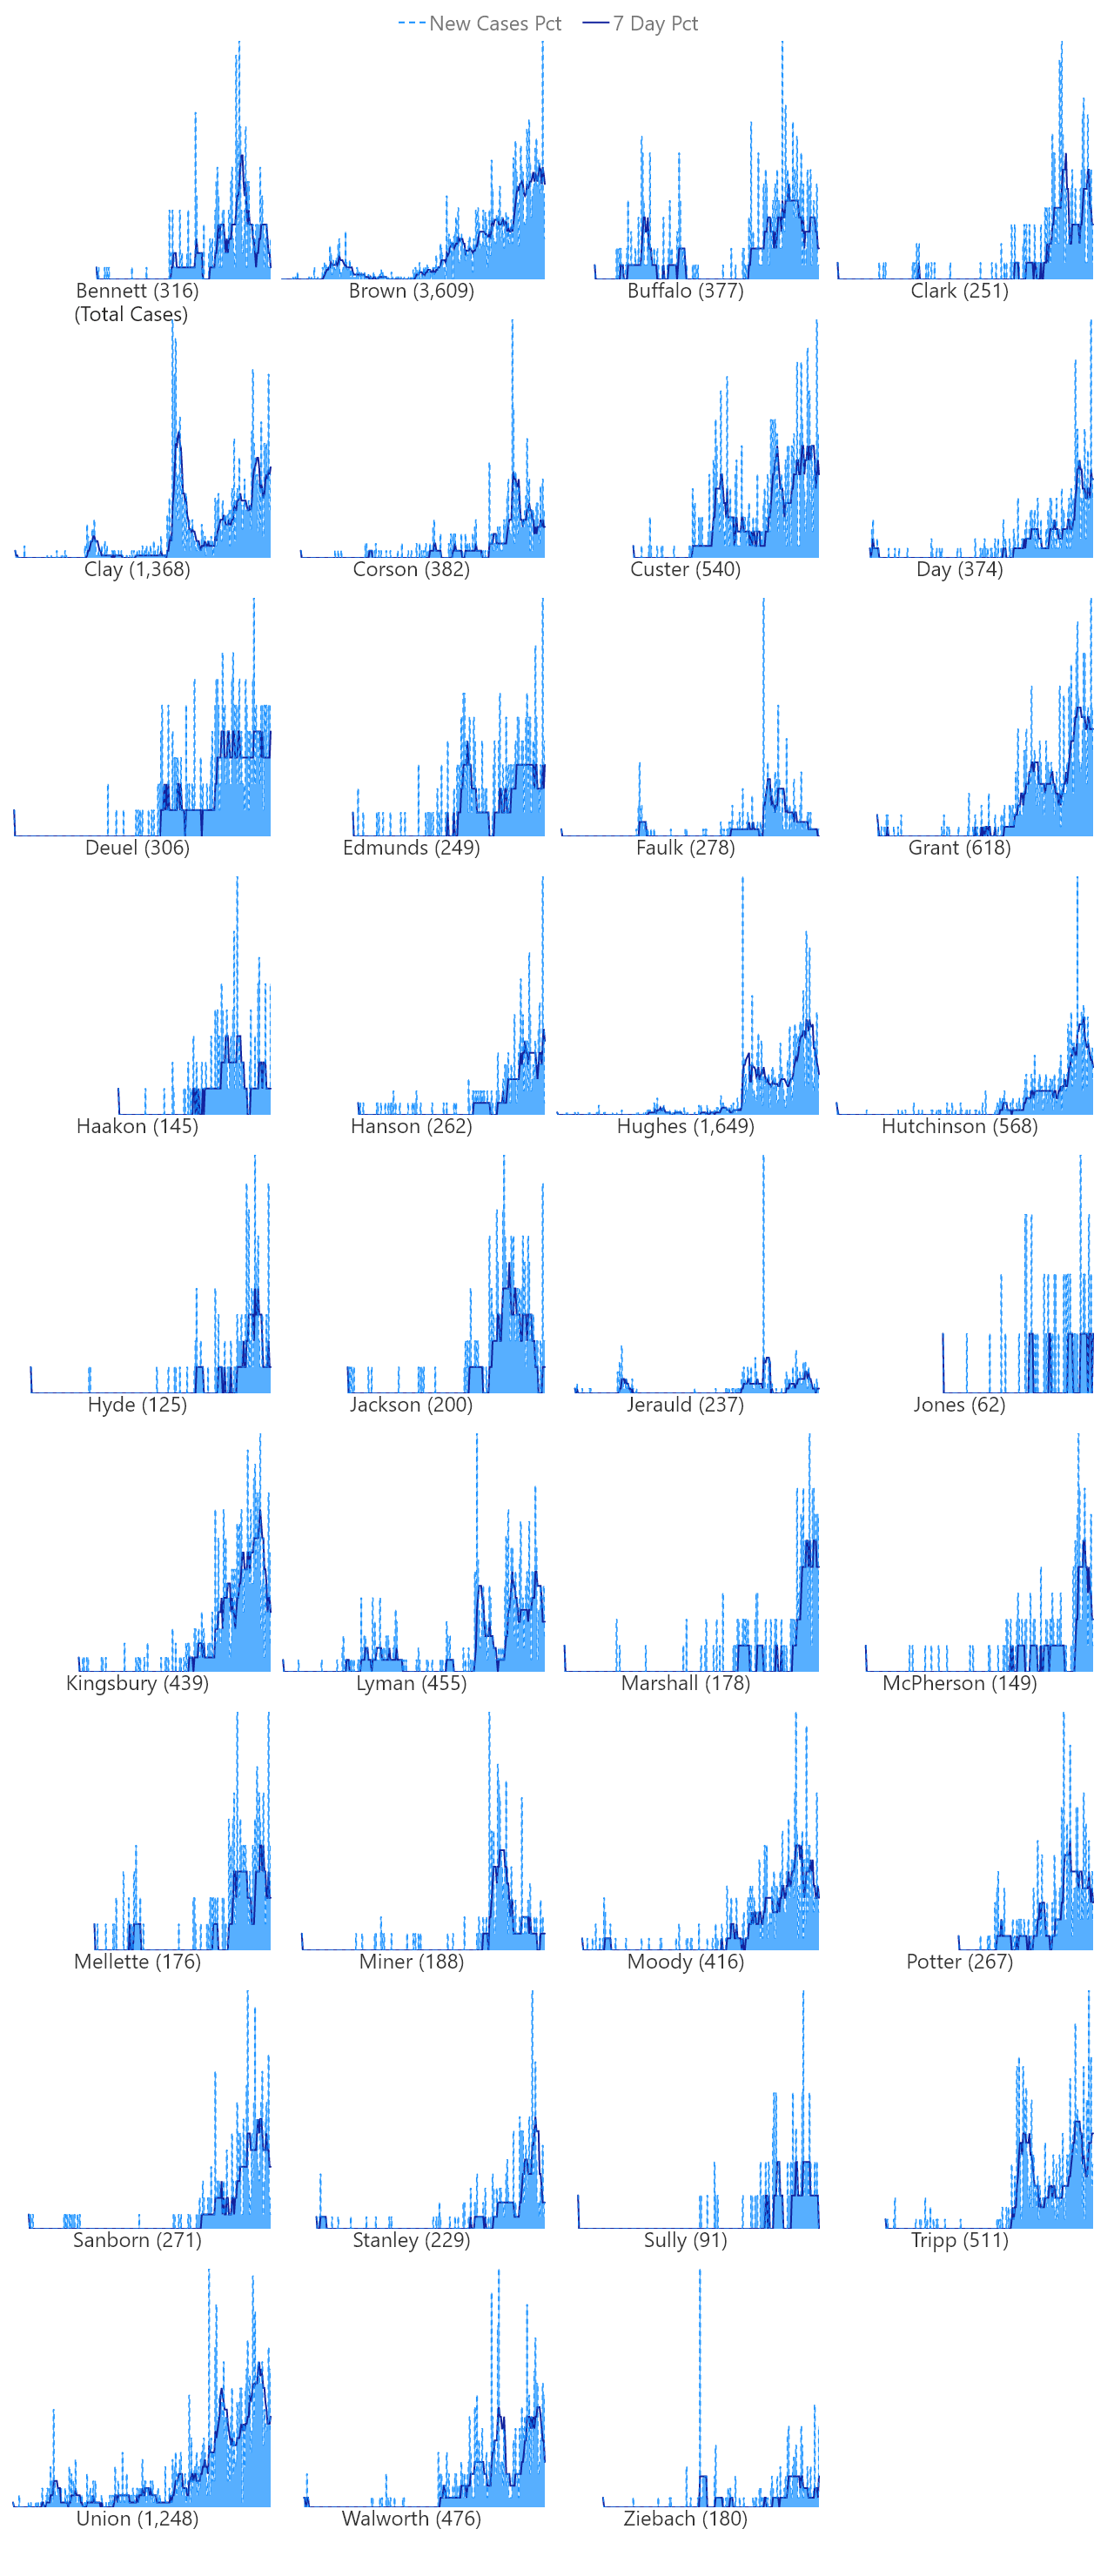 New Cases Pct 7 Day Pct
Bennett (316) Brown (3,609) Buffalo (377) Clark (251)
(Total Cases)
Clay (1,368) Corson (382) Custer (540) Day (374)
Deuel (306) Edmunds (249) Faulk (278) Grant (618)
Haakon (145) Hanson (262) Hughes (1,649) Hutchinson (568)
Hyde (125) Jackson (200) Jerauld (237) Jones (62)
Kingsbury (439) Lyman (455) Marshall (178) McPherson (149)
Mellette (176) Miner (188) Moody (416) Potter (267)
Sanborn (271) Stanley (229) Sully (91) Tripp (511)
Union (1,248) Walworth (476) Ziebach (180)